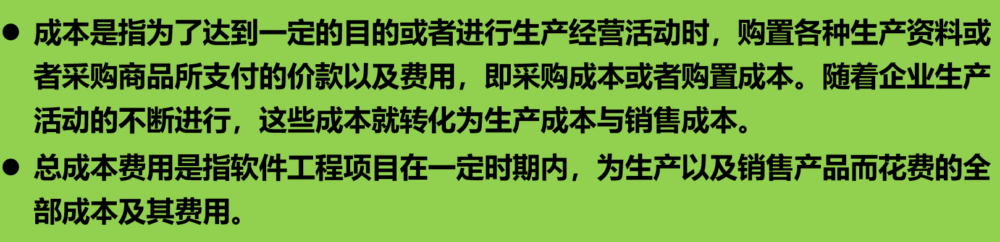 ● 成本是指为了达到一定的目的或者进行生产经营活动时，购置各种生产资料或
者采购商品所支付的价款以及费用，即采购成本或者购置成本。随着企业生产
活动的不断进行，这些成本就转化为生产成本与销售成本。
● 总成本费用是指软件工程项目在一定时期内，为生产以及销售产品而花费的全
部成本及其费用。